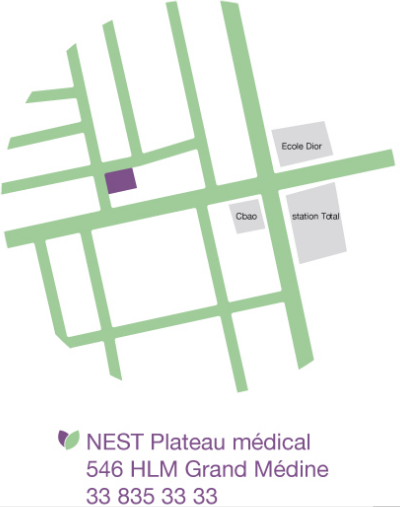 Ecole Dior
Cbao
station Total
NEST Plateau médical
546 HLM Grand Médine
33 835 33 33